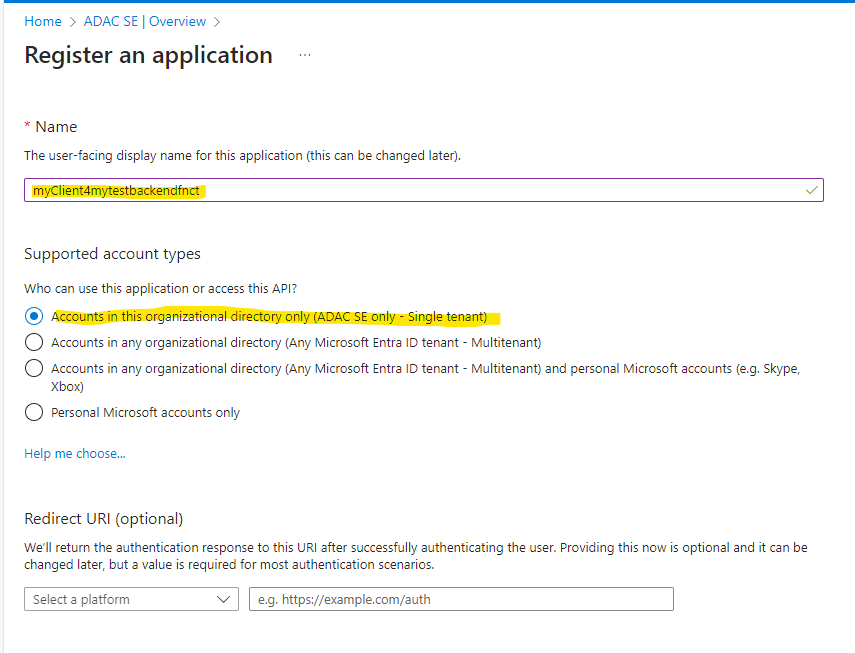 Home > ADAC SE | Overview >
Register an application ...
* Name
The user-facing display name for this application (this can be changed later).
myClient4mytestbackendfnct
Supported account types
Who can use this application or access this API?
Accounts in this organizational directory only (ADAC SE only - Single tenant)
Accounts in any organizational directory (Any Microsoft Entra ID tenant - Multitenant)
Accounts in any organizational directory (Any Microsoft Entra ID tenant - Multitenant) and personal Microsoft accounts (e.g. Skype,
Xbox)
Personal Microsoft accounts only
Help me choose...
Redirect URI (optional)
We'll return the authentication response to this URI after successfully authenticating the user. Providing this now is optional and it can be
changed later, but a value is required for most authentication scenarios.
Select a platform
e.g. https://example.com/auth